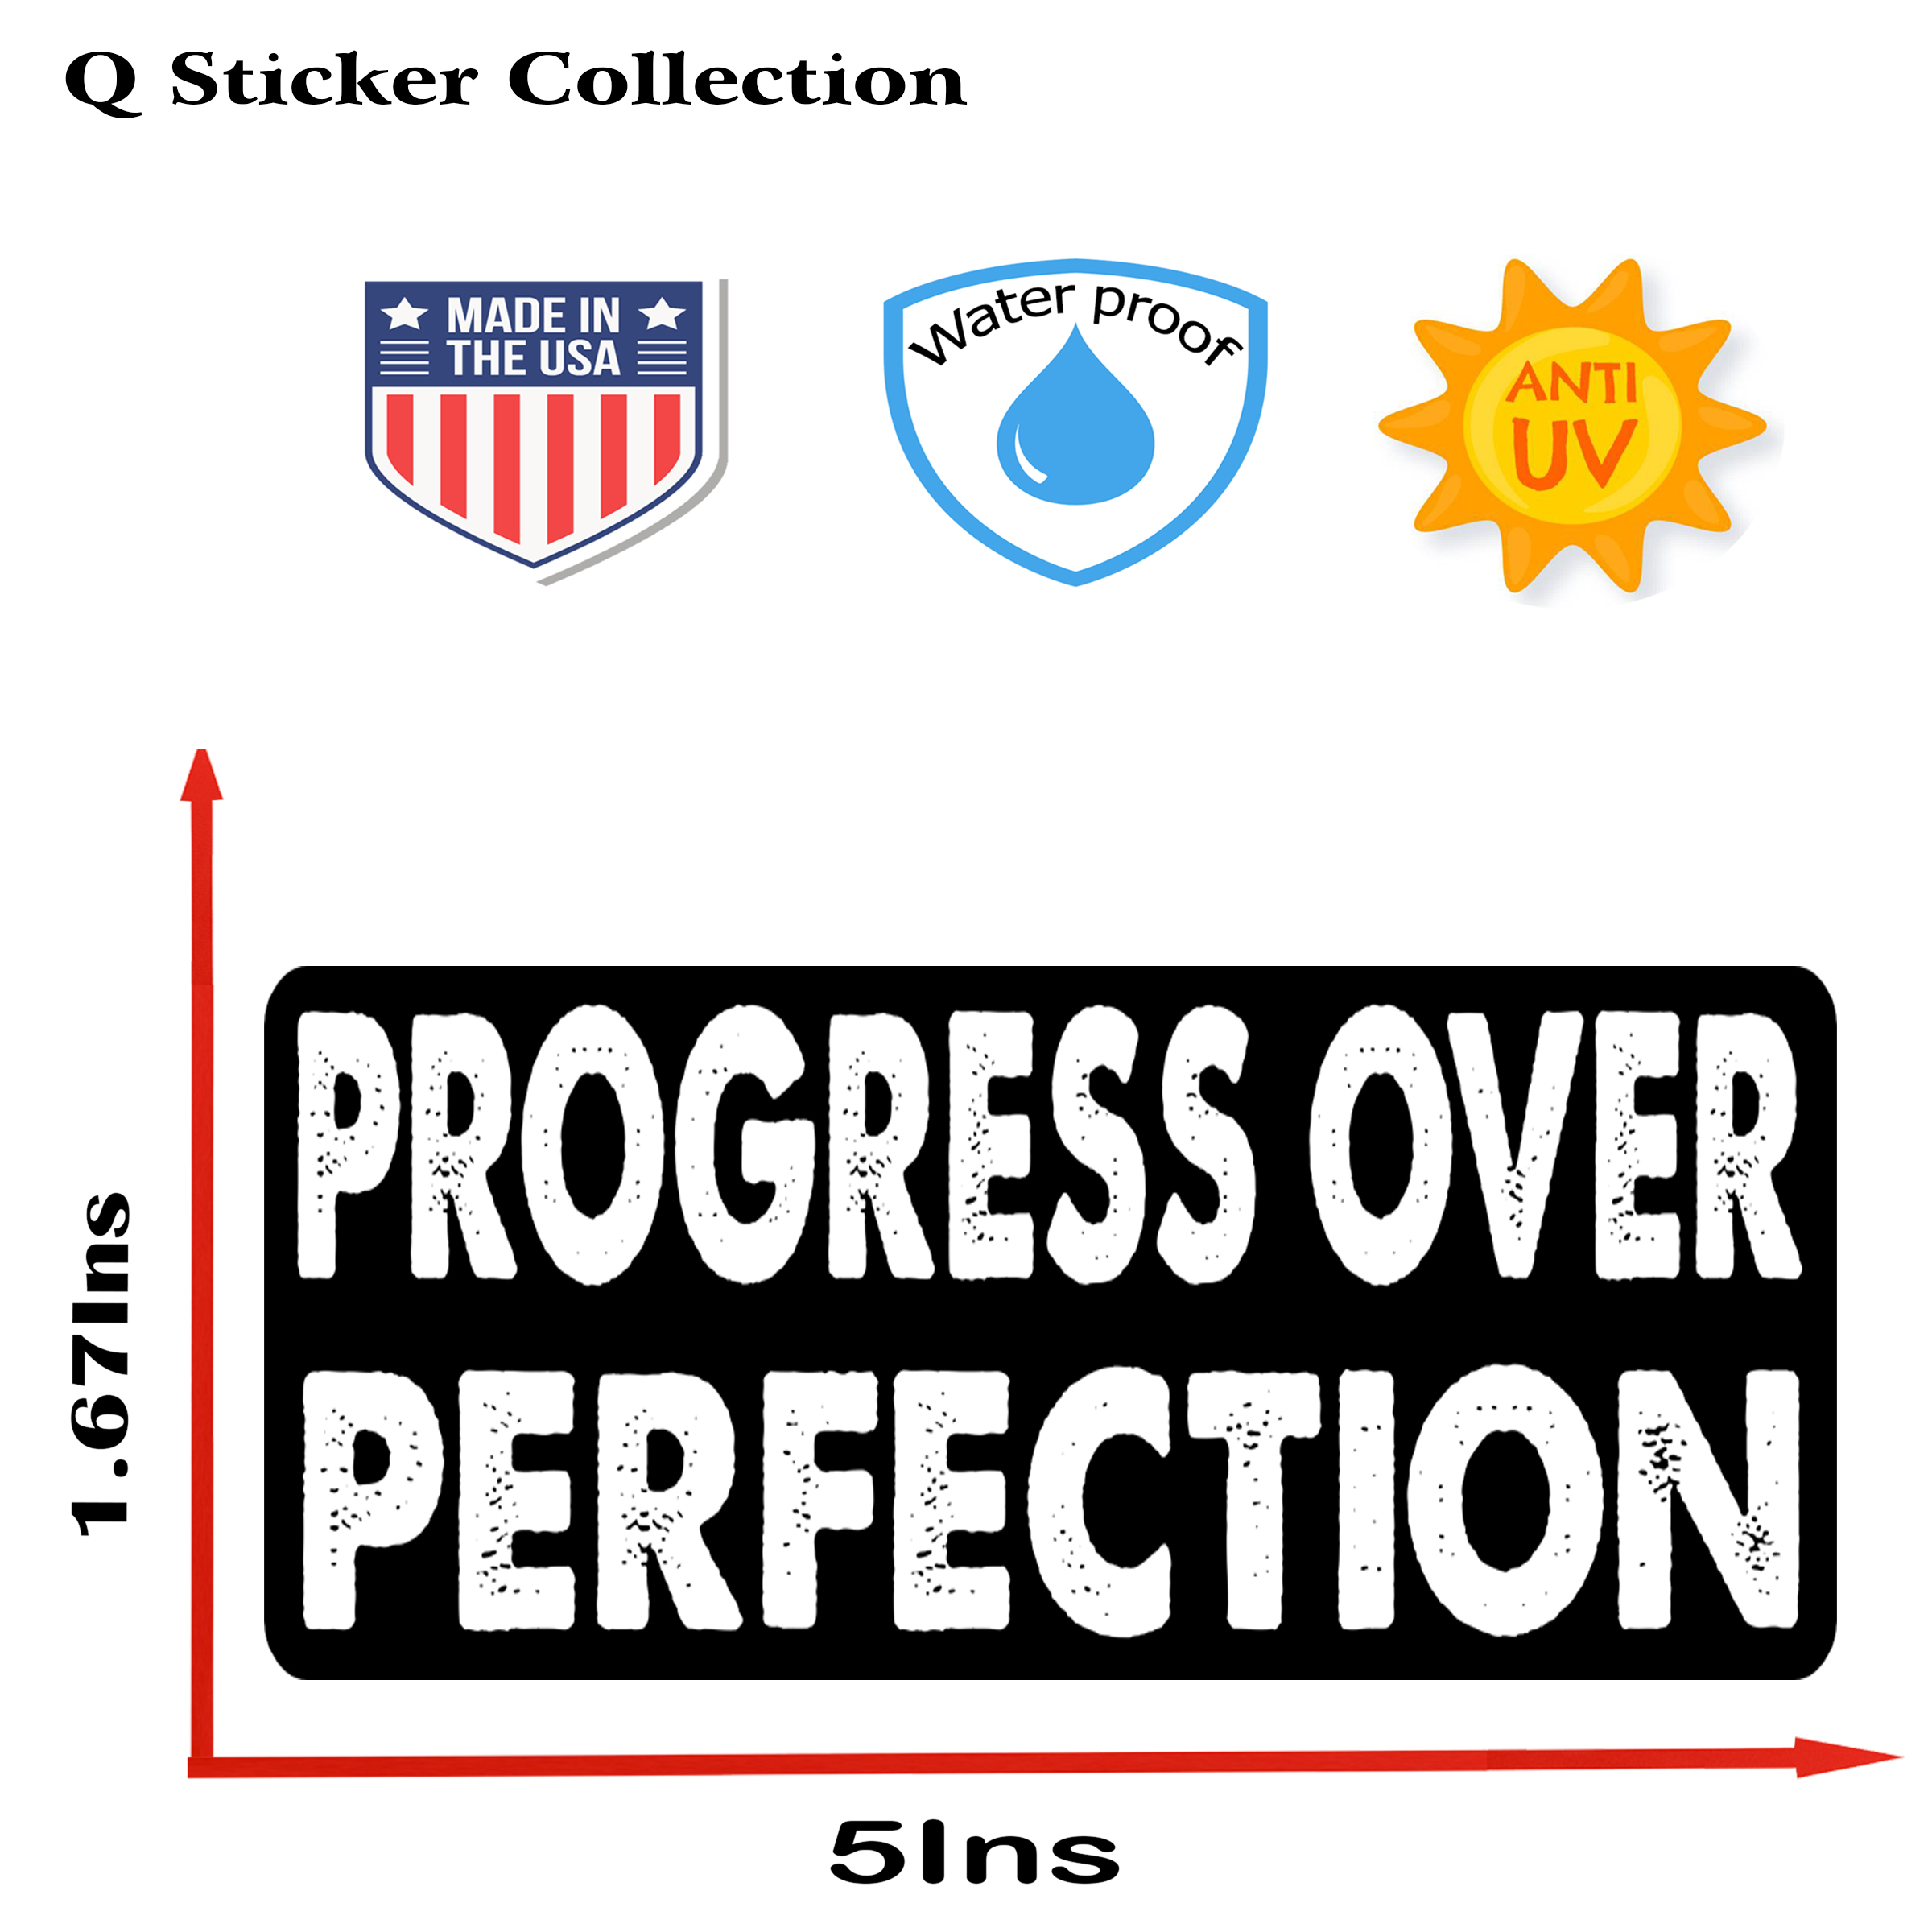 Q Sticker Collection
MADE IN
THE USA
Water proof
ANTI
UV
1.67Ins
PROGRESS OVER
PERFECTION
5Ins